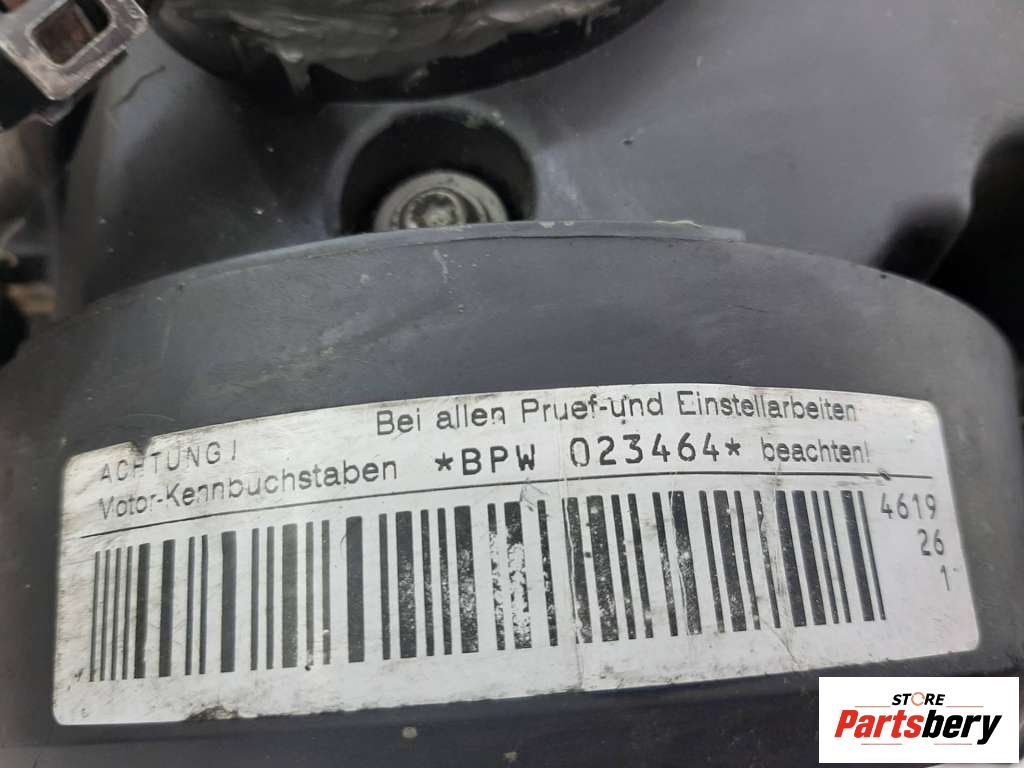 ACHTUNG! Bei allen Pruef-und Einstellarbeiten
Motor-Kennbuchstaben *BPW 023464* beachten!
4619
26
1
STORE
Partsbery